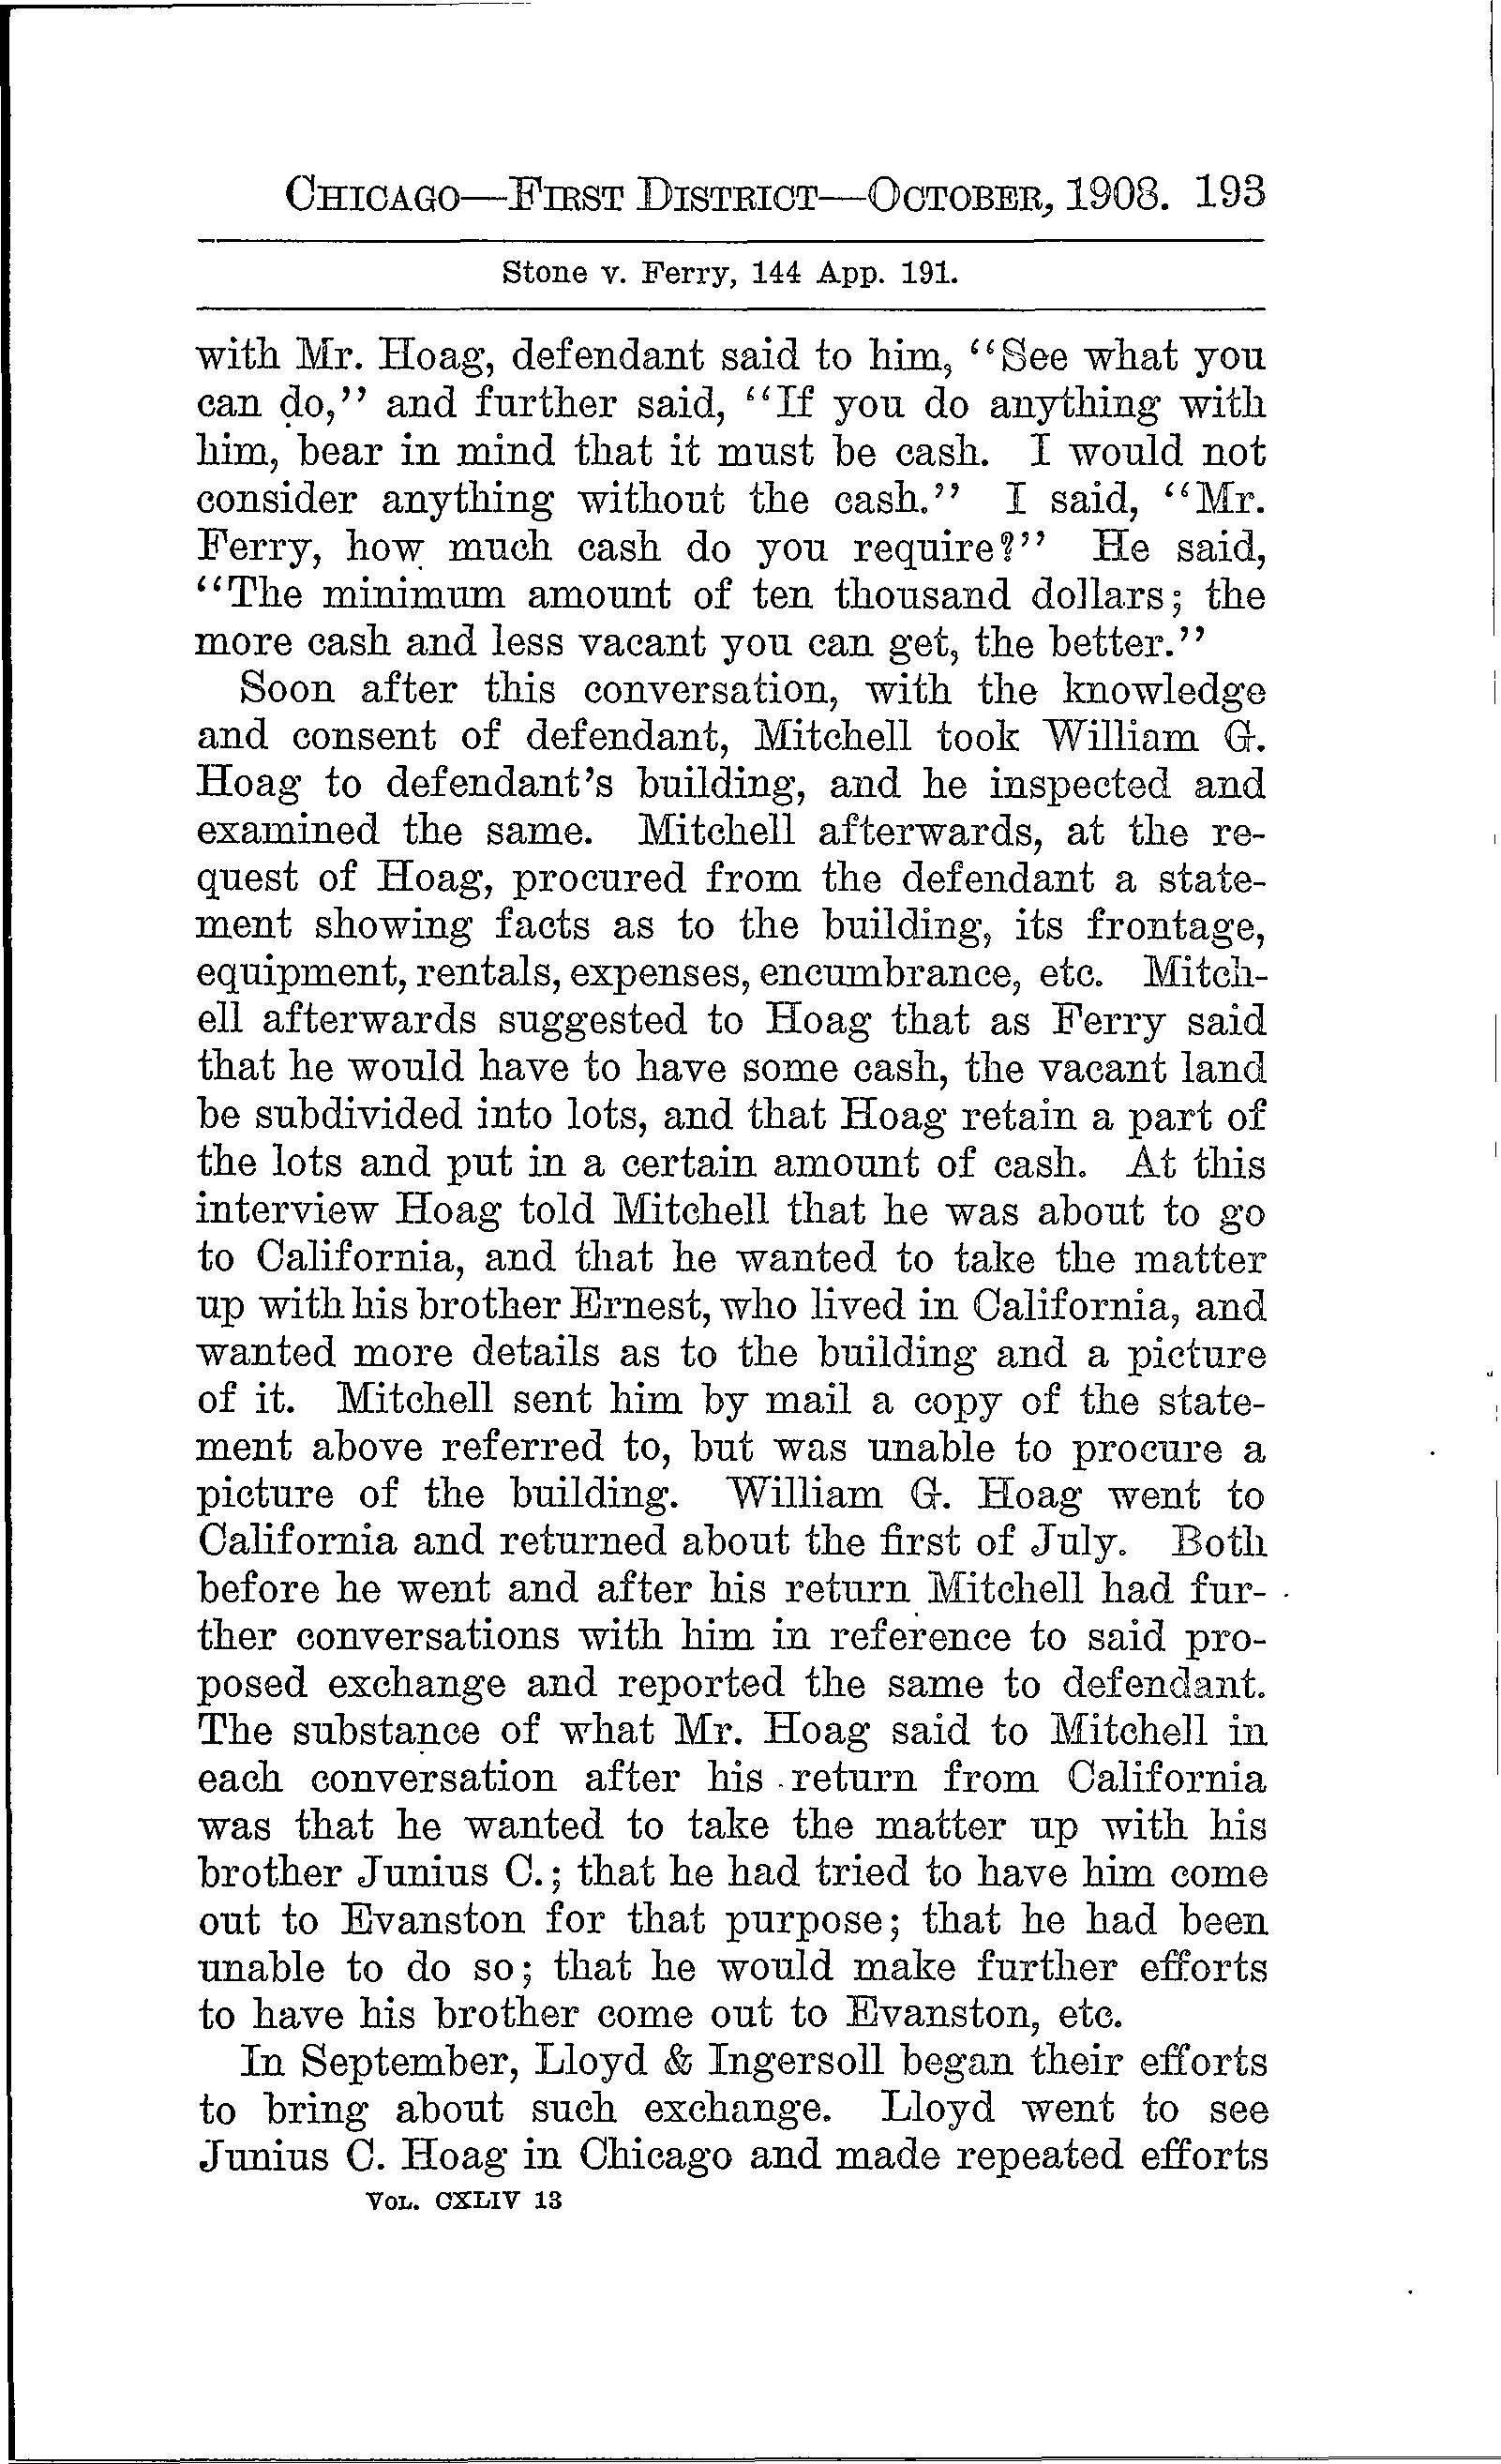 CHICAGO—FIRST DISTRICT—OCTOBER, 1908. 193
Stone v. Ferry, 144 App. 191.
with Mr. Hoag, defendant said to him, “See what you
can do,” and further said, “If you do anything with
him, bear in mind that it must be cash. I would not
consider anything without the cash.” I said, “Mr.
Ferry, how much cash do you require?” He said,
“The minimum amount of ten thousand dollars; the
more cash and less vacant you can get, the better.”
Soon after this conversation, with the knowledge
and consent of defendant, Mitchell took William G.
Hoag to defendant’s building, and he inspected and
examined the same. Mitchell afterwards, at the re-
quest of Hoag, procured from the defendant a state-
ment showing facts as to the building, its frontage,
equipment, rentals, expenses, encumbrance, etc. Mitch-
ell afterwards suggested to Hoag that as Ferry said
that he would have to have some cash, the vacant land
be subdivided into lots, and that Hoag retain a part of
the lots and put in a certain amount of cash. At this
interview Hoag told Mitchell that he was about to go
to California, and that he wanted to take the matter
up with his brother Ernest, who lived in California, and
wanted more details as to the building and a picture
of it. Mitchell sent him by mail a copy of the state-
ment above referred to, but was unable to procure a
picture of the building. William G. Hoag went to
California and returned about the first of July. Both
before he went and after his return Mitchell had fur-
ther conversations with him in reference to said pro-
posed exchange and reported the same to defendant.
The substance of what Mr. Hoag said to Mitchell in
each conversation after his return from California
was that he wanted to take the matter up with his
brother Junius C.; that he had tried to have him come
out to Evanston for that purpose; that he had been
unable to do so; that he would make further efforts
to have his brother come out to Evanston, etc.
In September, Lloyd & Ingersoll began their efforts
to bring about such exchange. Lloyd went to see
Junius C. Hoag in Chicago and made repeated efforts
VOL. CXLIV 13